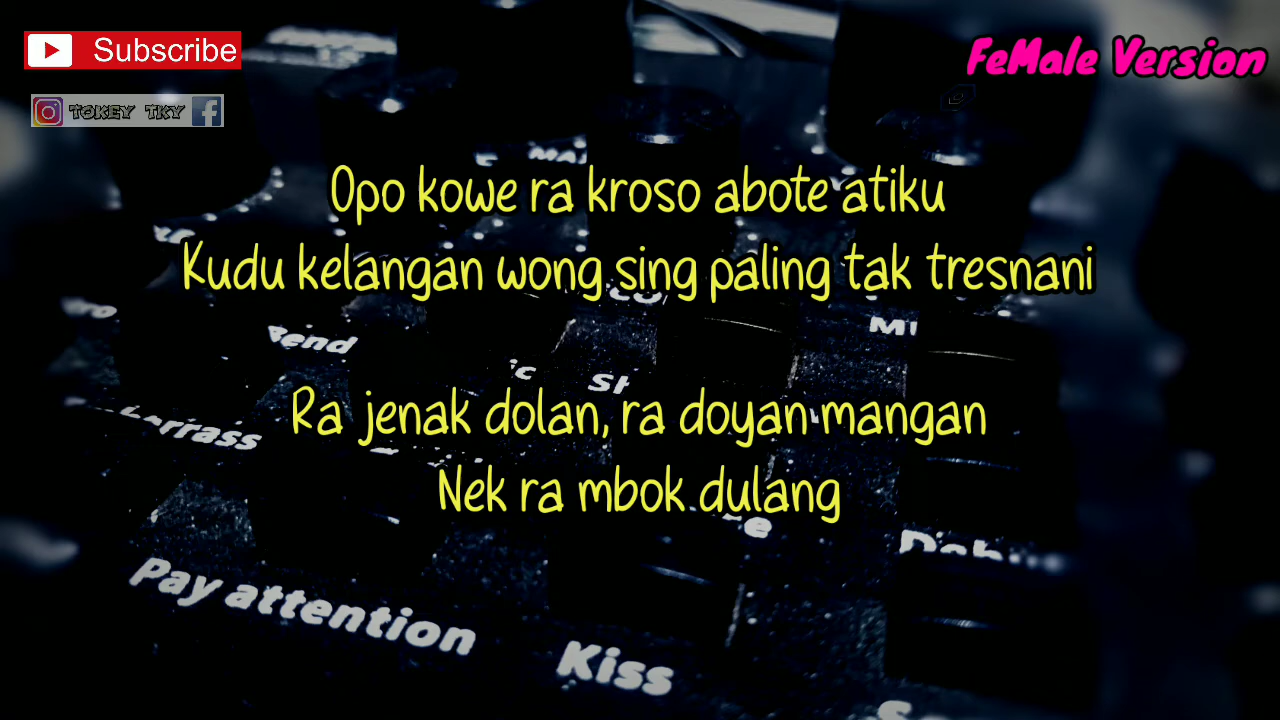 Subscribe
FeMale Version
TOKEY TKY
Opo kowe ra kroso abote atiku
Kudu kelangan wong sing paling tak tresnani
Ra jenak dolan, ra doyan mangan
Nek ra mbok dulang
Pay attention
Kiss